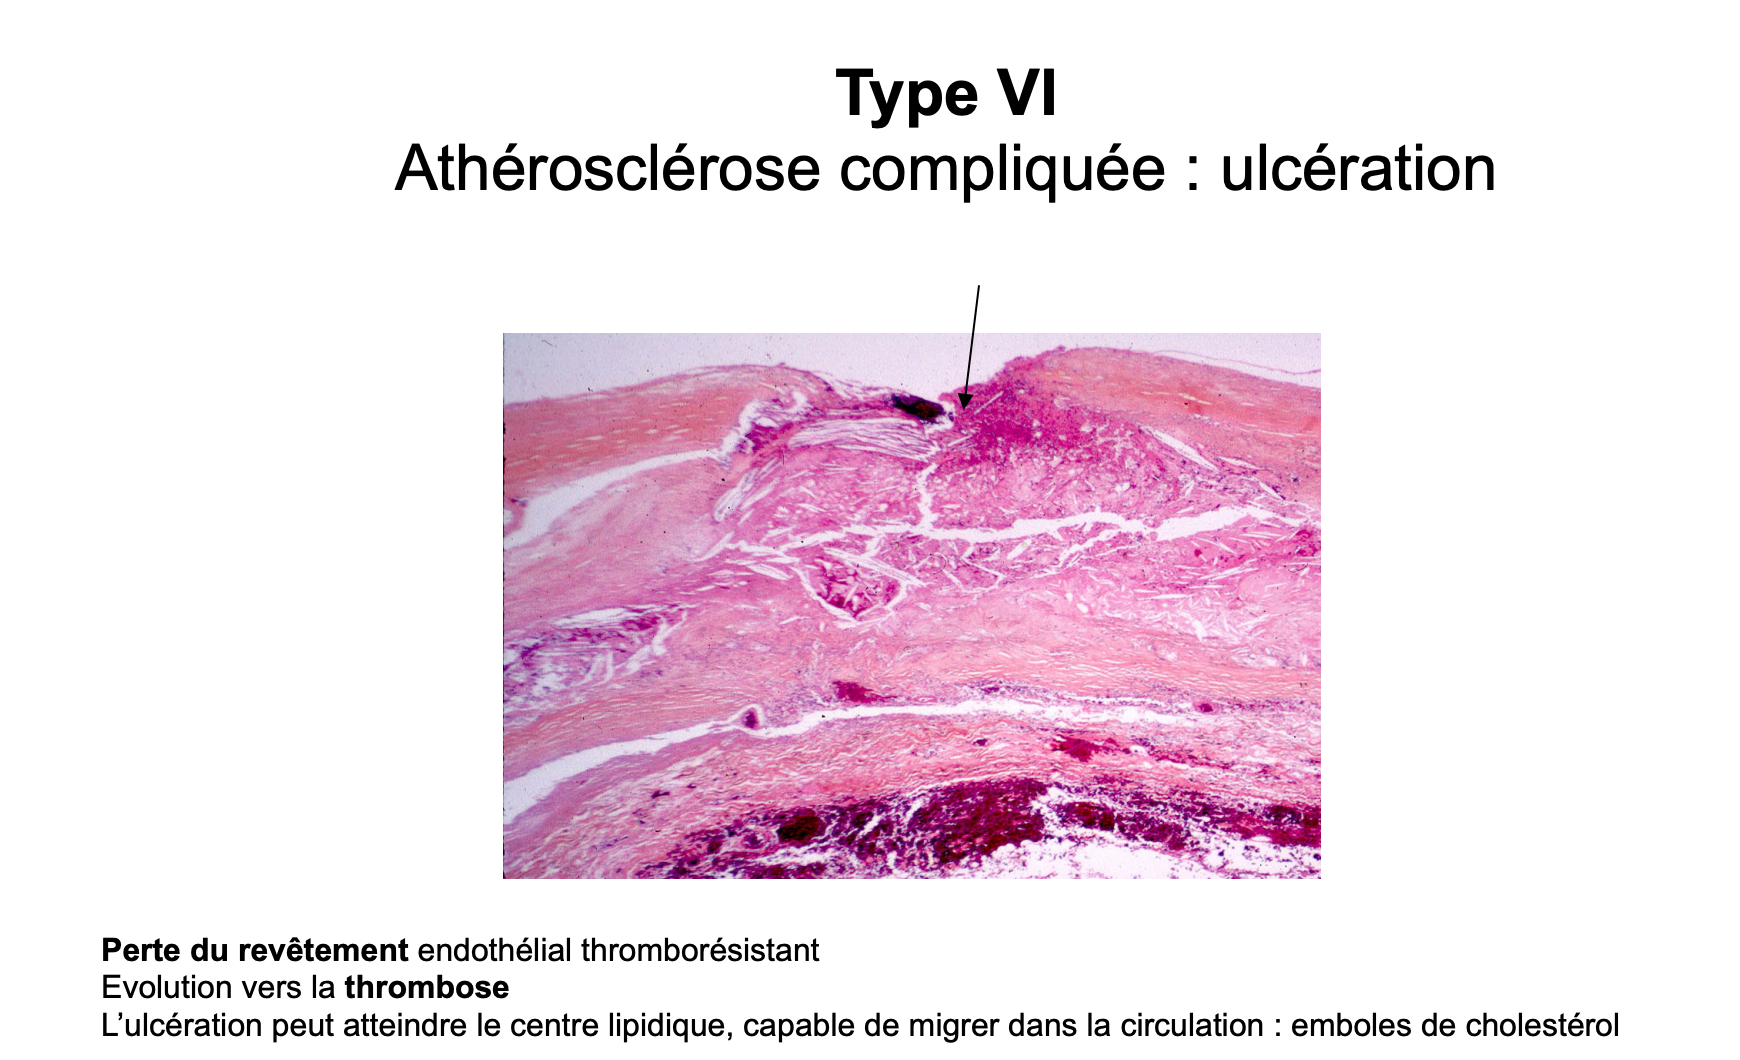 Type VI
Athérosclérose compliquée : ulcération
Perte du revêtement endothélial thromborésistant
Evolution vers la thrombose
L’ulcération peut atteindre le centre lipidique, capable de migrer dans la circulation : emboles de cholestérol